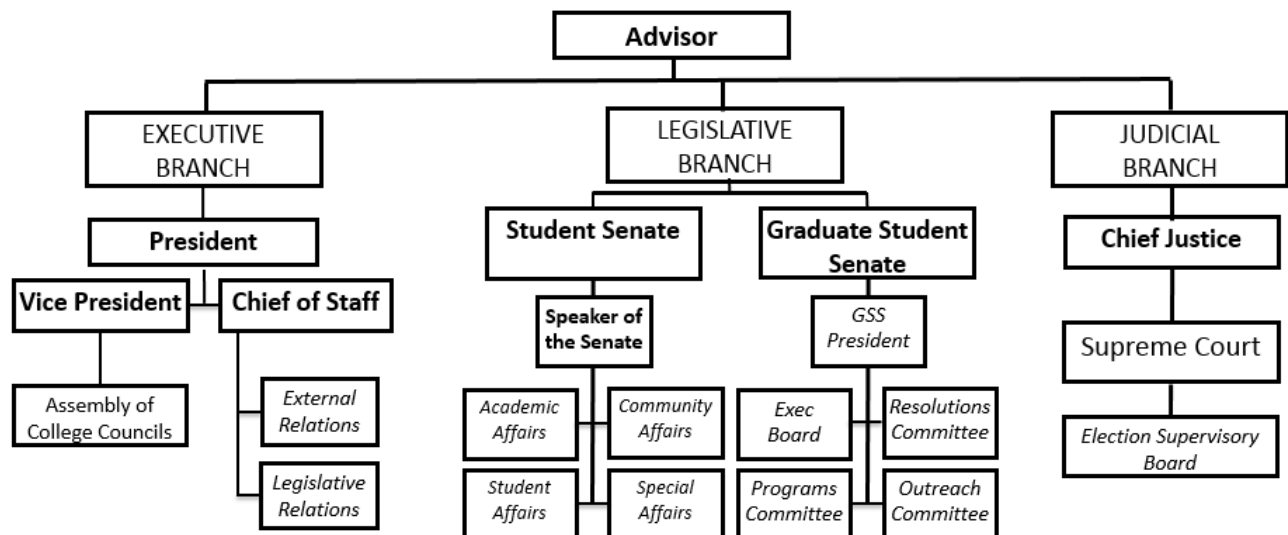 Advisor
EXECUTIVE
BRANCH
President
Vice President
Chief of Staff
Assembly of
College Councils
External
Relations
Legislative
Relations
LEGISLATIVE
BRANCH
Student Senate
Speaker of
the Senate
Academic
Affairs
Community
Affairs
Student
Affairs
Special
Affairs
Graduate Student
Senate
GSS
President
Exec
Board
Resolutions
Committee
Programs
Committee
Outreach
Committee
JUDICIAL
BRANCH
Chief Justice
Supreme Court
Election Supervisory
Board